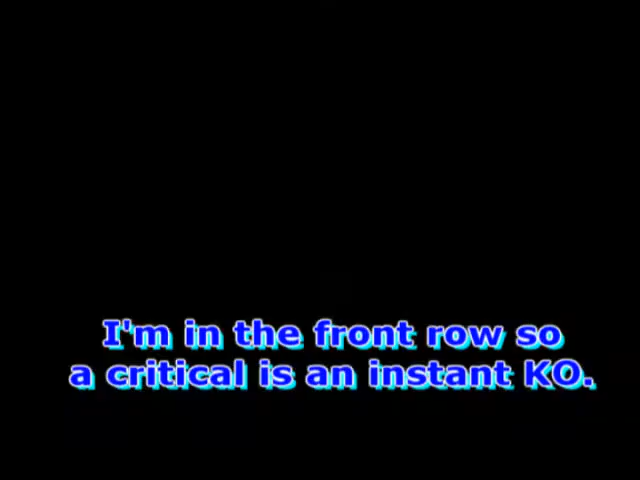 I'm in the front row so
a critical is an instant KO.